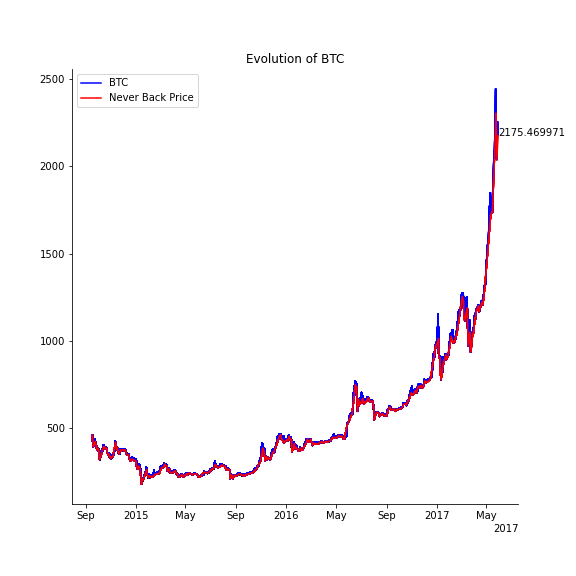 Evolution of BTC
BTC
Never Back Price
2500
2000
1500
1000
500
2175.469971
Sep 2015 May Sep 2016 May Sep 2017 May
2017